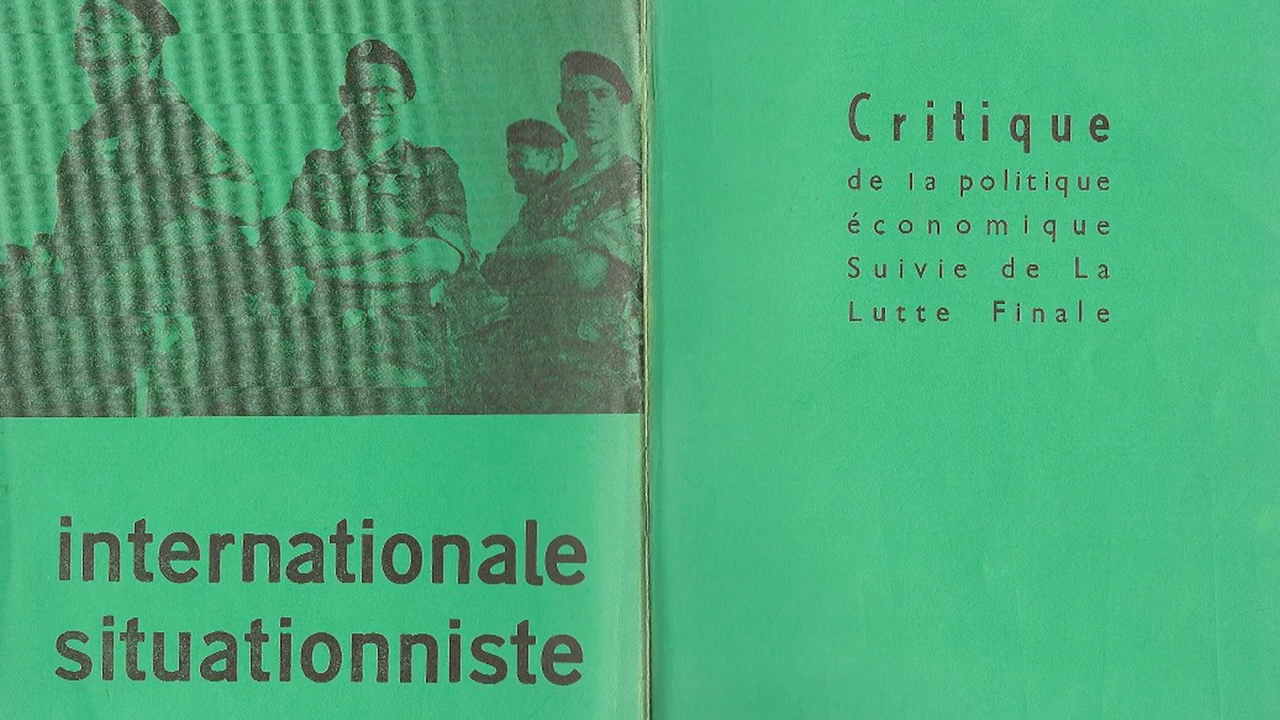 internationale
situationniste
Critique
de la politique
économique
Suivie de La
Lutte Finale